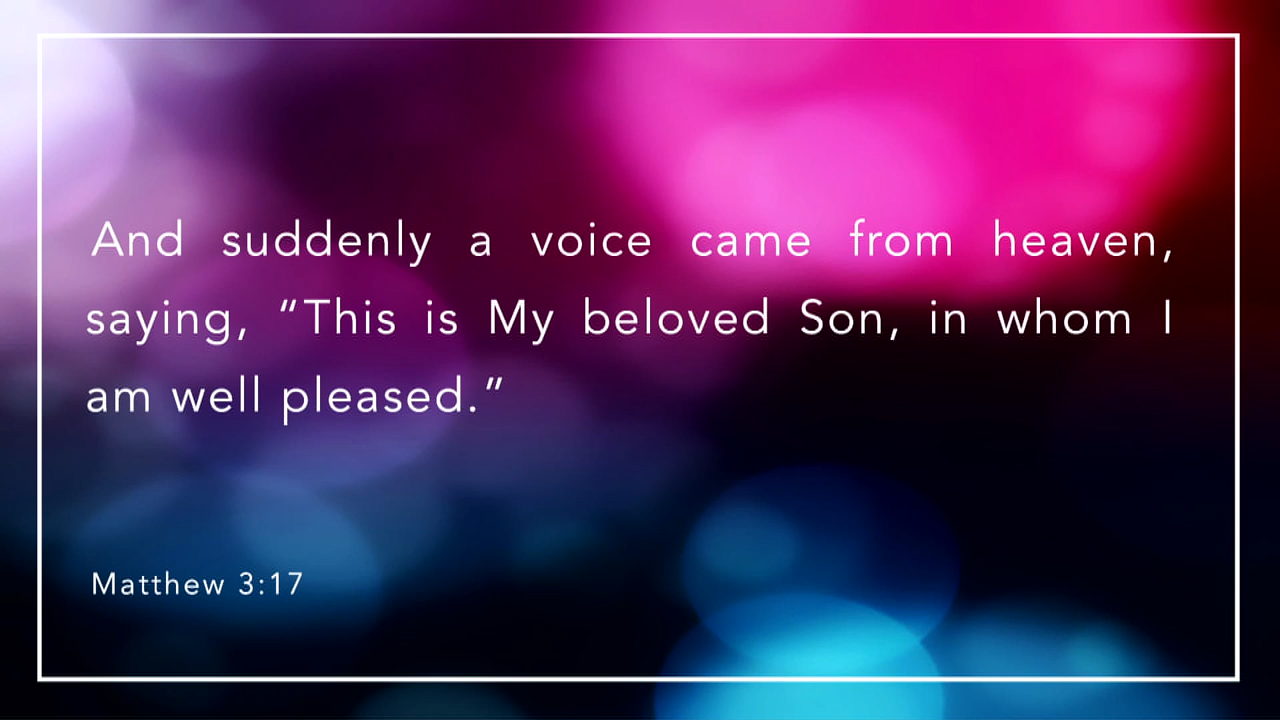 And suddenly a voice came from heaven,
saying, “This is My beloved Son, in whom I
am well pleased.”
Matthew 3:17